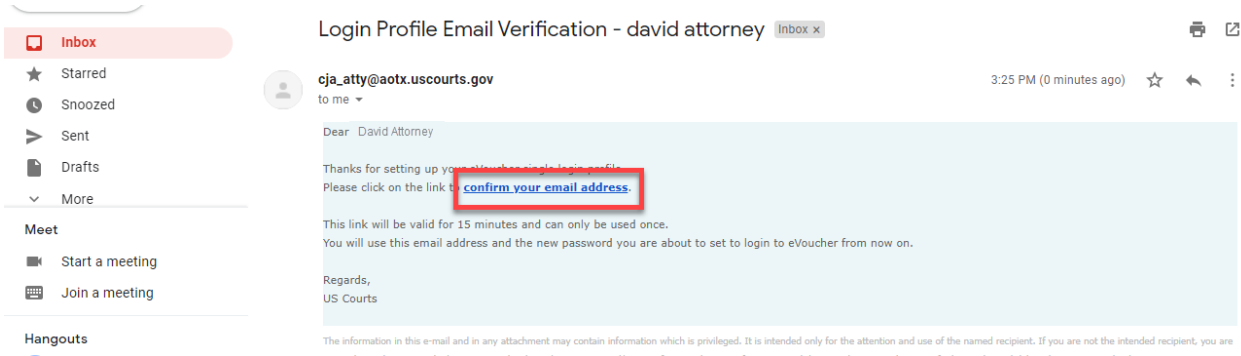 Inbox
Starred
Snoozed
Sent
Drafts
More
Meet
Start a meeting
Join a meeting
Hangouts
Login Profile Email Verification - david attorney Inbox x
cja_atty@aotx.uscourts.gov 3:25 PM (0 minutes ago)
to me
Dear David Attorney
Thanks for setting up your eVoucher single login profile
Please click on the link to confirm your email address.
This link will be valid for 15 minutes and can only be used once.
You will use this email address and the new password you are about to set to login to eVoucher from now on.
Regards,
US Courts
The information in this e-mail and in any attachment may contain information which is privileged. It is intended only for the attention and use of the named recipient. If you are not the intended recipient, you are